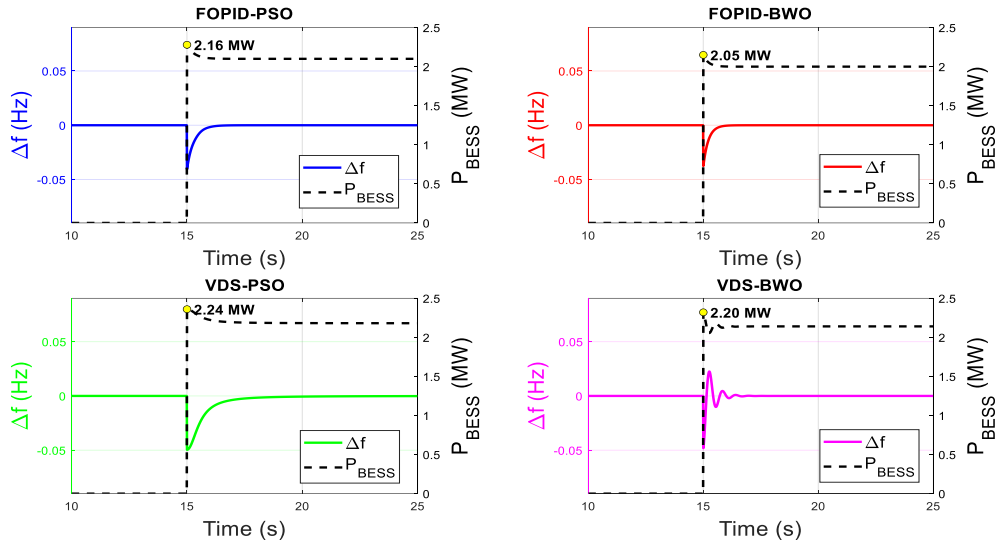 FOPID-PSO
2.16 MW
0.05
0
-0.05
Δf (Hz)
2.5
2
1.5
1
0.5
0
P_BESS (MW)
Δf
P_BESS
10
15
20
25
Time (s)
FOPID-BWO
2.05 MW
0.05
0
-0.05
Δf (Hz)
2.5
2
1.5
1
0.5
0
P_BESS (MW)
Δf
P_BESS
10
15
20
25
Time (s)
VDS-PSO
2.24 MW
0.05
0
-0.05
Δf (Hz)
2.5
2
1.5
1
0.5
0
P_BESS (MW)
Δf
P_BESS
10
15
20
25
Time (s)
VDS-BWO
2.20 MW
0.05
0
-0.05
Δf (Hz)
2.5
2
1.5
1
0.5
0
P_BESS (MW)
Δf
P_BESS
10
15
20
25
Time (s)